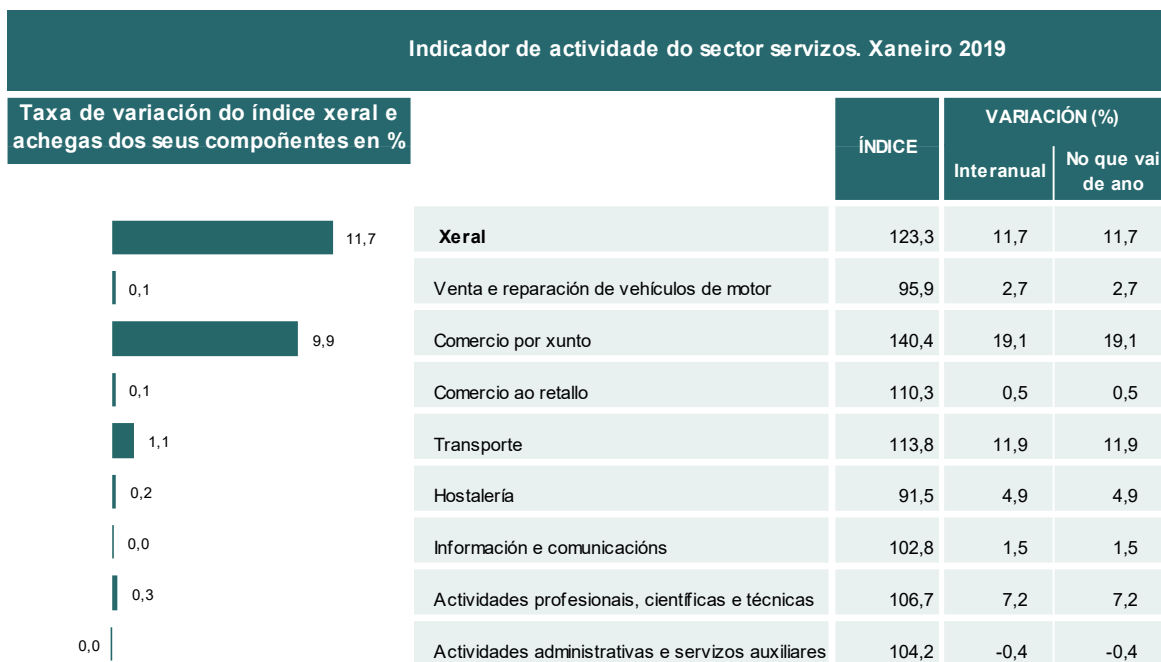 Indicador de actividade do sector servizos. Xaneiro 2019
Taxa de variación do índice xeral e
achegas dos seus compoñentes en %
ÍNDICE
VARIACIÓN (%)
Interanual
No que vai
de ano
11,7 Xeral 123,3 11,7 11,7
0,1 Venta e reparación de vehículos de motor 95,9 2,7 2,7
9,9 Comercio por xunto 140,4 19,1 19,1
0,1 Comercio ao retallo 110,3 0,5 0,5
1,1 Transporte 113,8 11,9 11,9
0,2 Hostalería 91,5 4,9 4,9
0,0 Información e comunicacións 102,8 1,5 1,5
0,3 Actividades profesionais, científicas e técnicas 106,7 7,2 7,2
0,0 Actividades administrativas e servizos auxiliares 104,2 -0,4 -0,4